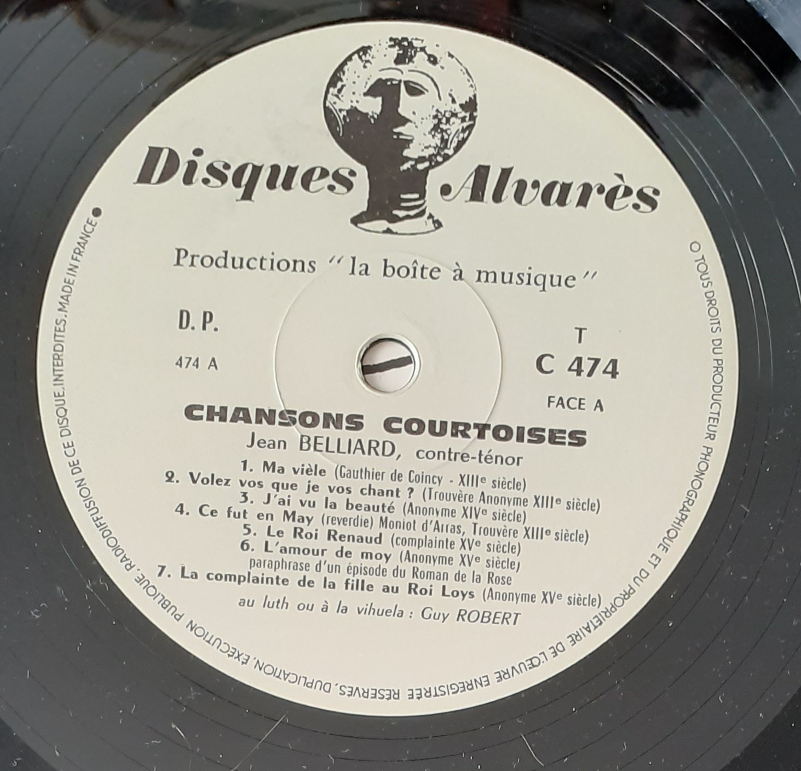 Disques Alvarès
Productions "la boîte à musique"
D. P.
474 A
T
C 474
FACE A
CHANSONS COURTOISES
Jean BELLIARD, contre-ténor
1. Ma vièle (Gauthier de Coincy - XIIIe siècle)
2. Volez vos que je vos chant ? (Trouvère Anonyme XIIIe siècle)
3. J'ai vu la beauté (Anonyme XIVe siècle)
4. Ce fut en May (reverdie) Moniot d'Arras, Trouvère XIIIe siècle)
5. Le Roi Renaud (complainte XVe siècle)
6. L'amour de moy (Anonyme XVe siècle,
paraphrase d'un épisode du Roman de la Rose
7. La complainte de la fille au Roi Loys (Anonyme XVe siècle)
au luth ou à la vihuela : Guy ROBERT
O TOUS DROITS DU PRODUCTEUR PHONOGRAPHIQUE ET DU PROPRIETAIRE DE L'ŒUVRE ENREGISTRÉE RESERVÉS, DUPLICATION, EXÉCUTION PUBLIQUE, RADIODIFFUSION DE CE DISQUE. INTERDITES. MADE IN FRANCE ●